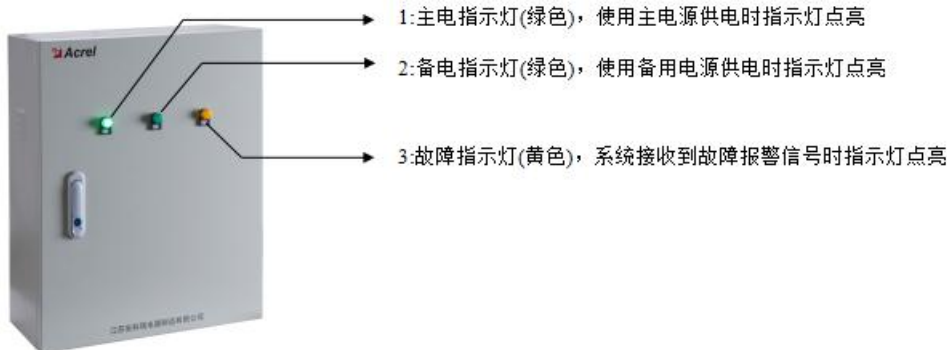 Acrel
1:主电指示灯(绿色)，使用主电源供电时指示灯点亮
2:备电指示灯(绿色)，使用备用电源供电时指示灯点亮
3:故障指示灯(黄色)，系统接收到故障报警信号时指示灯点亮